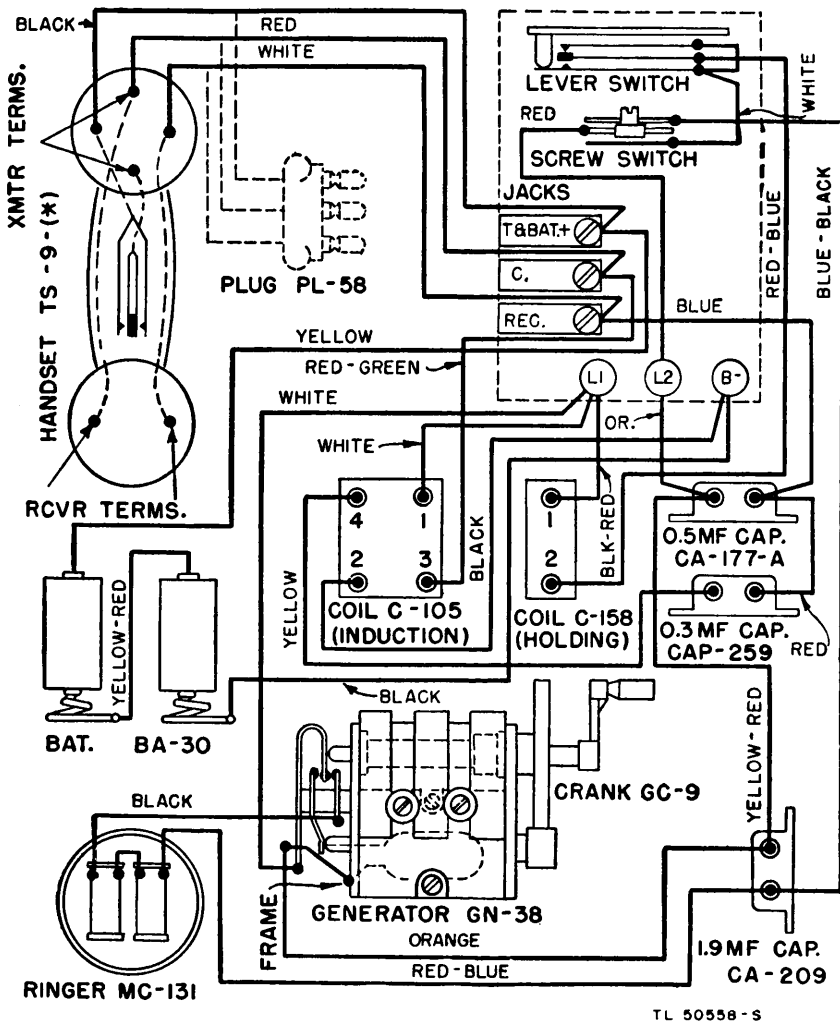 BLACK
RED
WHITE
XMTR TERMS.
HANDSET TS-9-(*)
LEVER SWITCH
WHITE
RED
SCREW SWITCH
JACKS
T&BAT.+
C.
REC.
PLUG PL-58
RED-BLUE
BLUE-BLACK
BLUE
YELLOW
RED-GREEN
WHITE
L1
L2
B-
OR.
WHITE
RCVR TERMS.
4
1
2
3
BLACK
1
2
BLK-RED
0.5MF CAP.
CA-177-A
YELLOW
COIL C-105
(INDUCTION)
COIL C-158
(HOLDING)
0.3MF CAP.
CAP-259
RED
YELLOW-RED
BLACK
BAT.
BA-30
YELLOW-RED
CRANK GC-9
BLACK
FRAME
GENERATOR GN-38
ORANGE
RED-BLUE
1.9MF CAP.
CA-209
RINGER MC-131
TL 50558-S